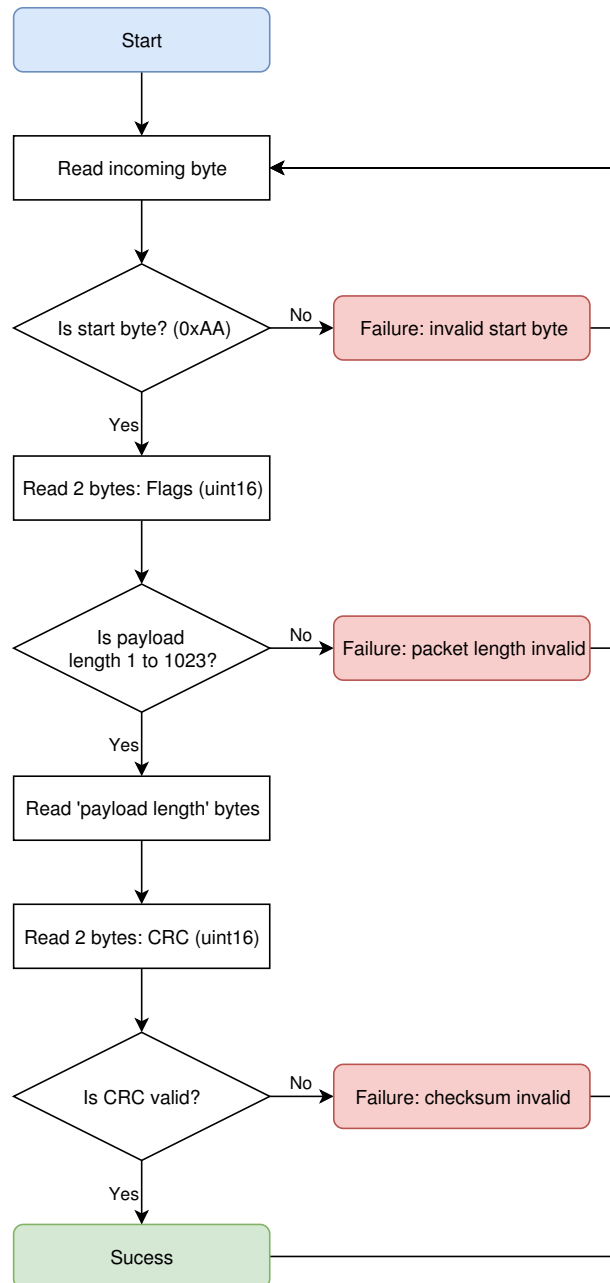 Start
Read incoming byte
Is start byte? (0xAA)
No
Failure: invalid start byte
Yes
Read 2 bytes: Flags (uint16)
Is payload
length 1 to 1023?
No
Failure: packet length invalid
Yes
Read 'payload length' bytes
Read 2 bytes: CRC (uint16)
Is CRC valid?
No
Failure: checksum invalid
Yes
Sucess